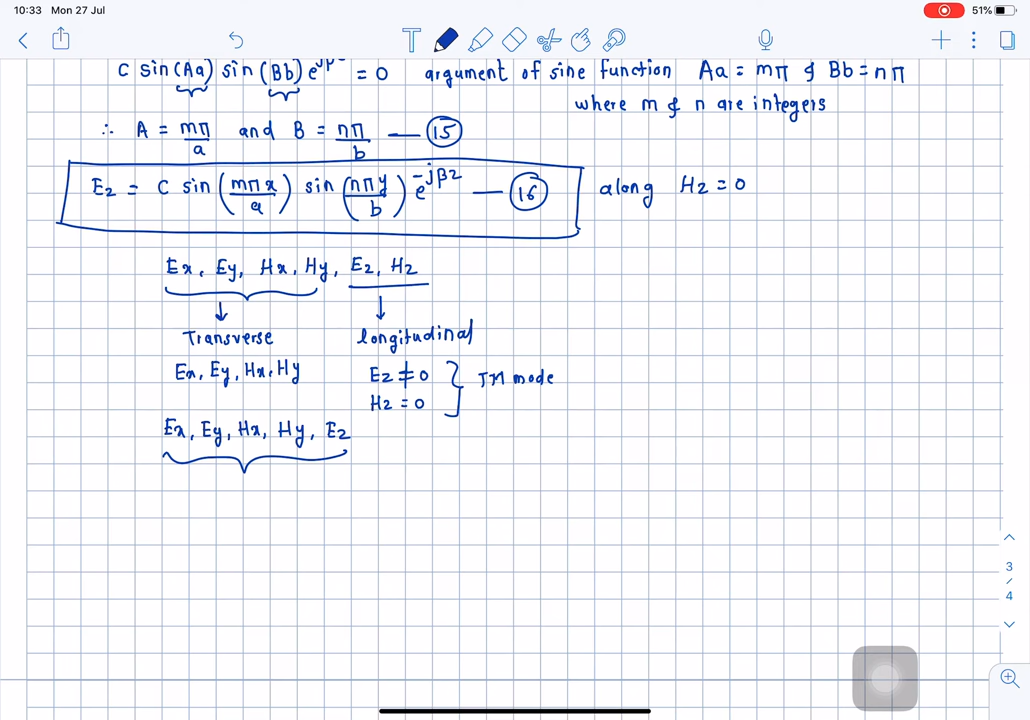 10:33 Mon 27 Jul
51%
C sin(Aa) sin(Bb) e^-jβz = 0 argument of sine function Aa = mπ & Bb = nπ
where m & n are integers
∴ A = mπ/a and B = nπ/b — (15)
Ez = C sin(mπx/a) sin(nπy/b) e^-jβz — (16) along Hz = 0
Ex, Ey, Hx, Hy, Ez, Hz
↓ ↓
Transverse longitudinal
Ex, Ey, Hx, Hy Ez ≠ 0 } TM mode
Hz = 0
Ex, Ey, Hx, Hy, Ez
3
/
4